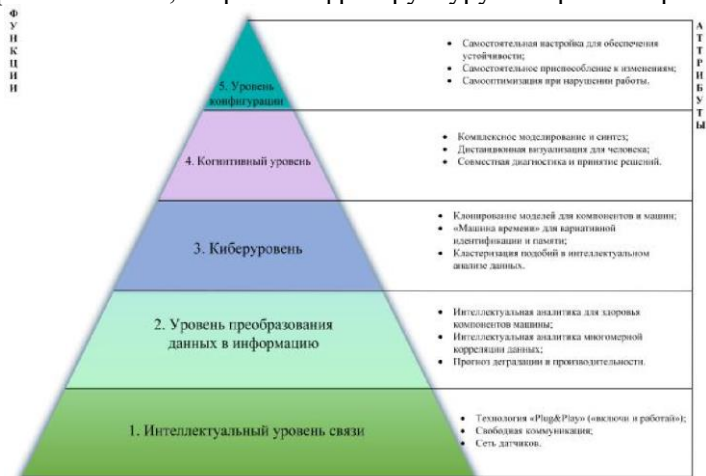 ФУНКЦИИ
АТТРИБУТЫ
5. Уровень
конфигурации
• Самостоятельная настройка для обеспечения
устойчивости;
• Самостоятельное приспособление к изменениям;
• Самооптимизация при нарушении работы.
4. Когнитивный уровень
• Комплексное моделирование и синтез;
• Дистанционная визуализация для человека;
• Совместная диагностика и принятие решений.
3. Киберуровень
• Клонирование моделей для компонентов и машин;
• «Машина времени» для вариативной
идентификации и памяти;
• Кластеризация подобий в интеллектуальном
анализе данных.
2. Уровень преобразования
данных в информацию
• Интеллектуальная аналитика для здоровья
компонентов машины;
• Интеллектуальная аналитика многомерной
корреляции данных;
• Прогноз деградации и производительности.
1. Интеллектуальный уровень связи
• Технология «Plug&Play» («включи и работай»);
• Свободная коммуникация;
• Сеть датчиков.